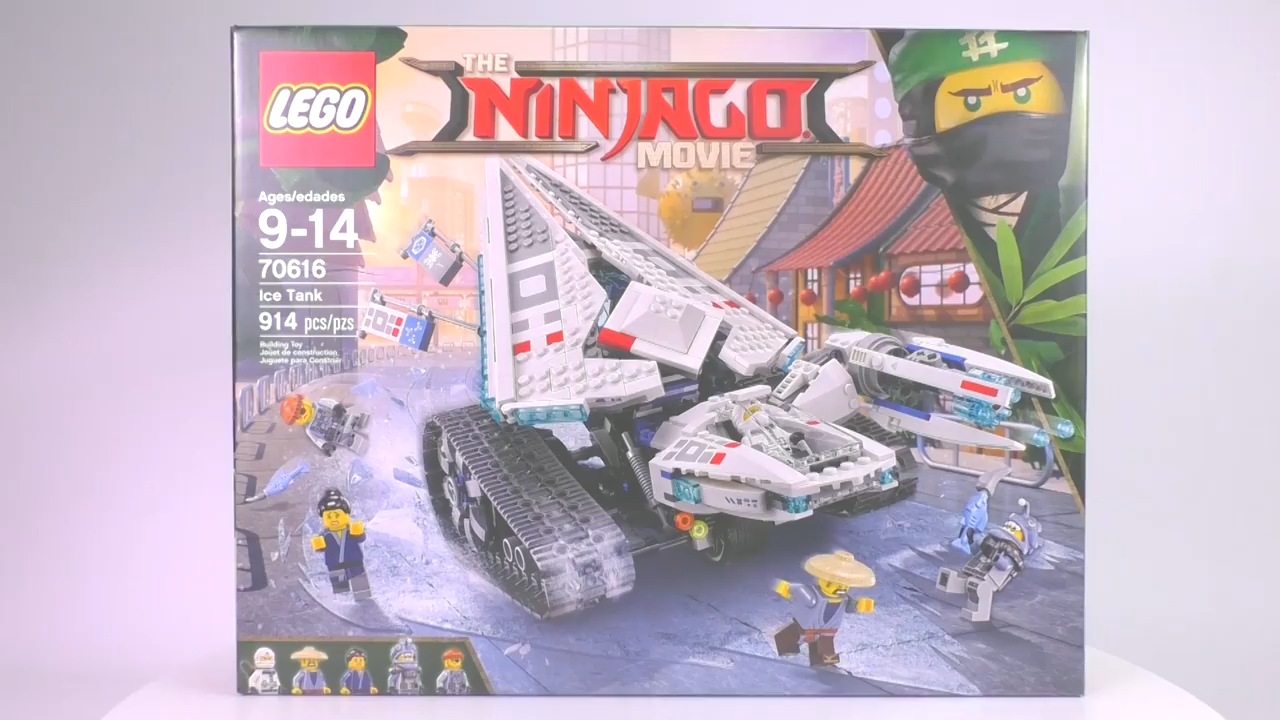 LEGO
THE
NINJAGO
MOVIE
Ages/edades
9-14
70616
Ice Tank
914 pcs/pzs
Building Toy
Jouet de construction
Juguete para Construir